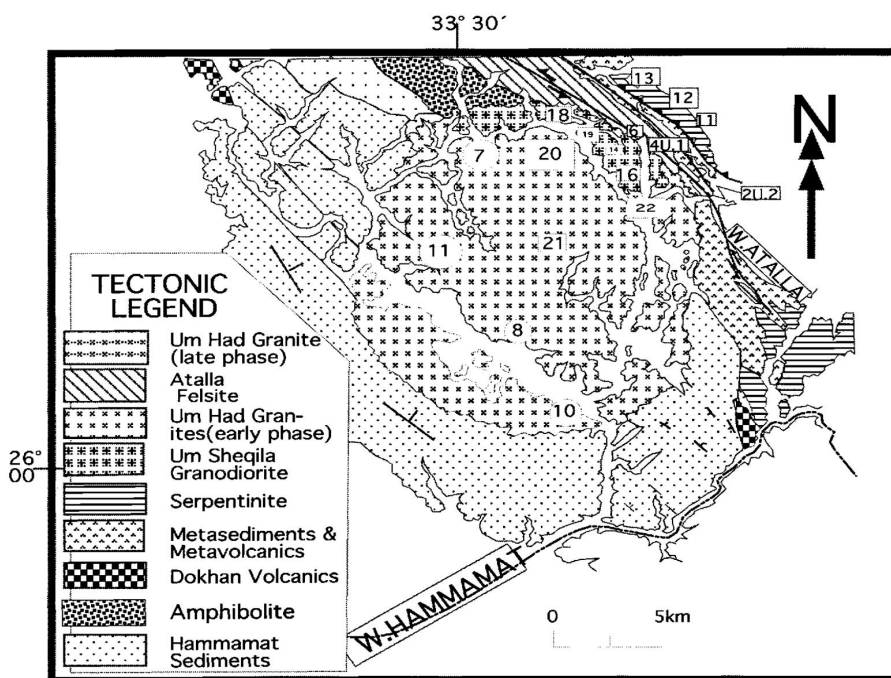 33° 30´
13
12
11
18
19
6
4U.1
7
20
16
N
2U.2
22
11
21
W.ATALLA
8
10
26°
00
TECTONIC
LEGEND
Um Had Granite
(late phase)
Atalla
Felsite
Um Had Gran-
ites(early phase)
Um Sheqila
Granodiorite
Serpentinite
Metasediments &
Metavolcanics
Dokhan Volcanics
Amphibolite
Hammamat
Sediments
W.HAMMAMAT
0 5km